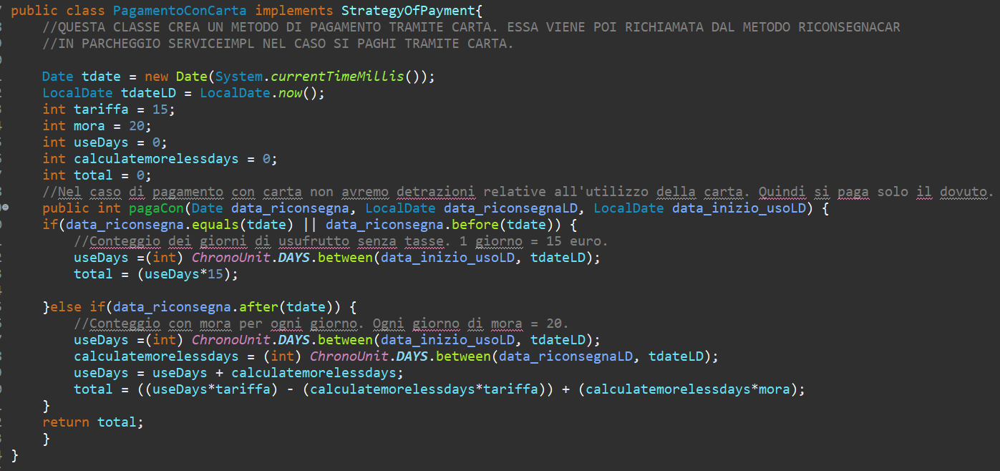 public class PagamentoConCarta implements StrategyOfPayment{
//QUESTA CLASSE CREA UN METODO DI PAGAMENTO TRAMITE CARTA. ESSA VIENE POI RICHIAMATA DAL METODO RICONSEGNACAR
//IN PARCHEGGIO SERVICEIMPL NEL CASO SI PAGHI TRAMITE CARTA.
Date tdate = new Date(System.currentTimeMillis());
LocalDate tdateLD = LocalDate.now();
int tariffa = 15;
int mora = 20;
int useDays = 0;
int calculatemorelessdays = 0;
int total = 0;
//Nel caso di pagamento con carta non avremo detrazioni relative all'utilizzo della carta. Quindi si paga solo il dovuto.
public int pagaCon(Date data_riconsegna, LocalDate data_riconsegnaLD, LocalDate data_inizio_usoLD) {
if(data_riconsegna.equals(tdate) || data_riconsegna.before(tdate)) {
//Conteggio dei giorni di usufrutto senza tasse. 1 giorno = 15 euro.
useDays =(int) ChronoUnit.DAYS.between(data_inizio_usoLD, tdateLD);
total = (useDays*15);
}else if(data_riconsegna.after(tdate)) {
//Conteggio con mora per ogni giorno. Ogni giorno di mora = 20.
useDays =(int) ChronoUnit.DAYS.between(data_inizio_usoLD, tdateLD);
calculatemorelessdays = (int) ChronoUnit.DAYS.between(data_riconsegnaLD, tdateLD);
useDays = useDays + calculatemorelessdays;
total = ((useDays*tariffa) - (calculatemorelessdays*tariffa)) + (calculatemorelessdays*mora);
}
return total;
}
}